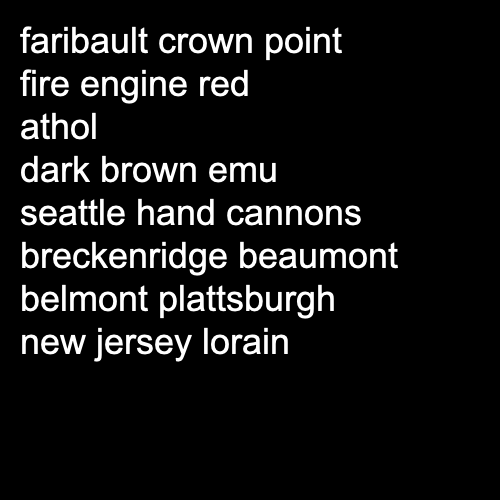 faribault crown point
fire engine red
athol
dark brown emu
seattle hand cannons
breckenridge beaumont
belmont plattsburgh
new jersey lorain